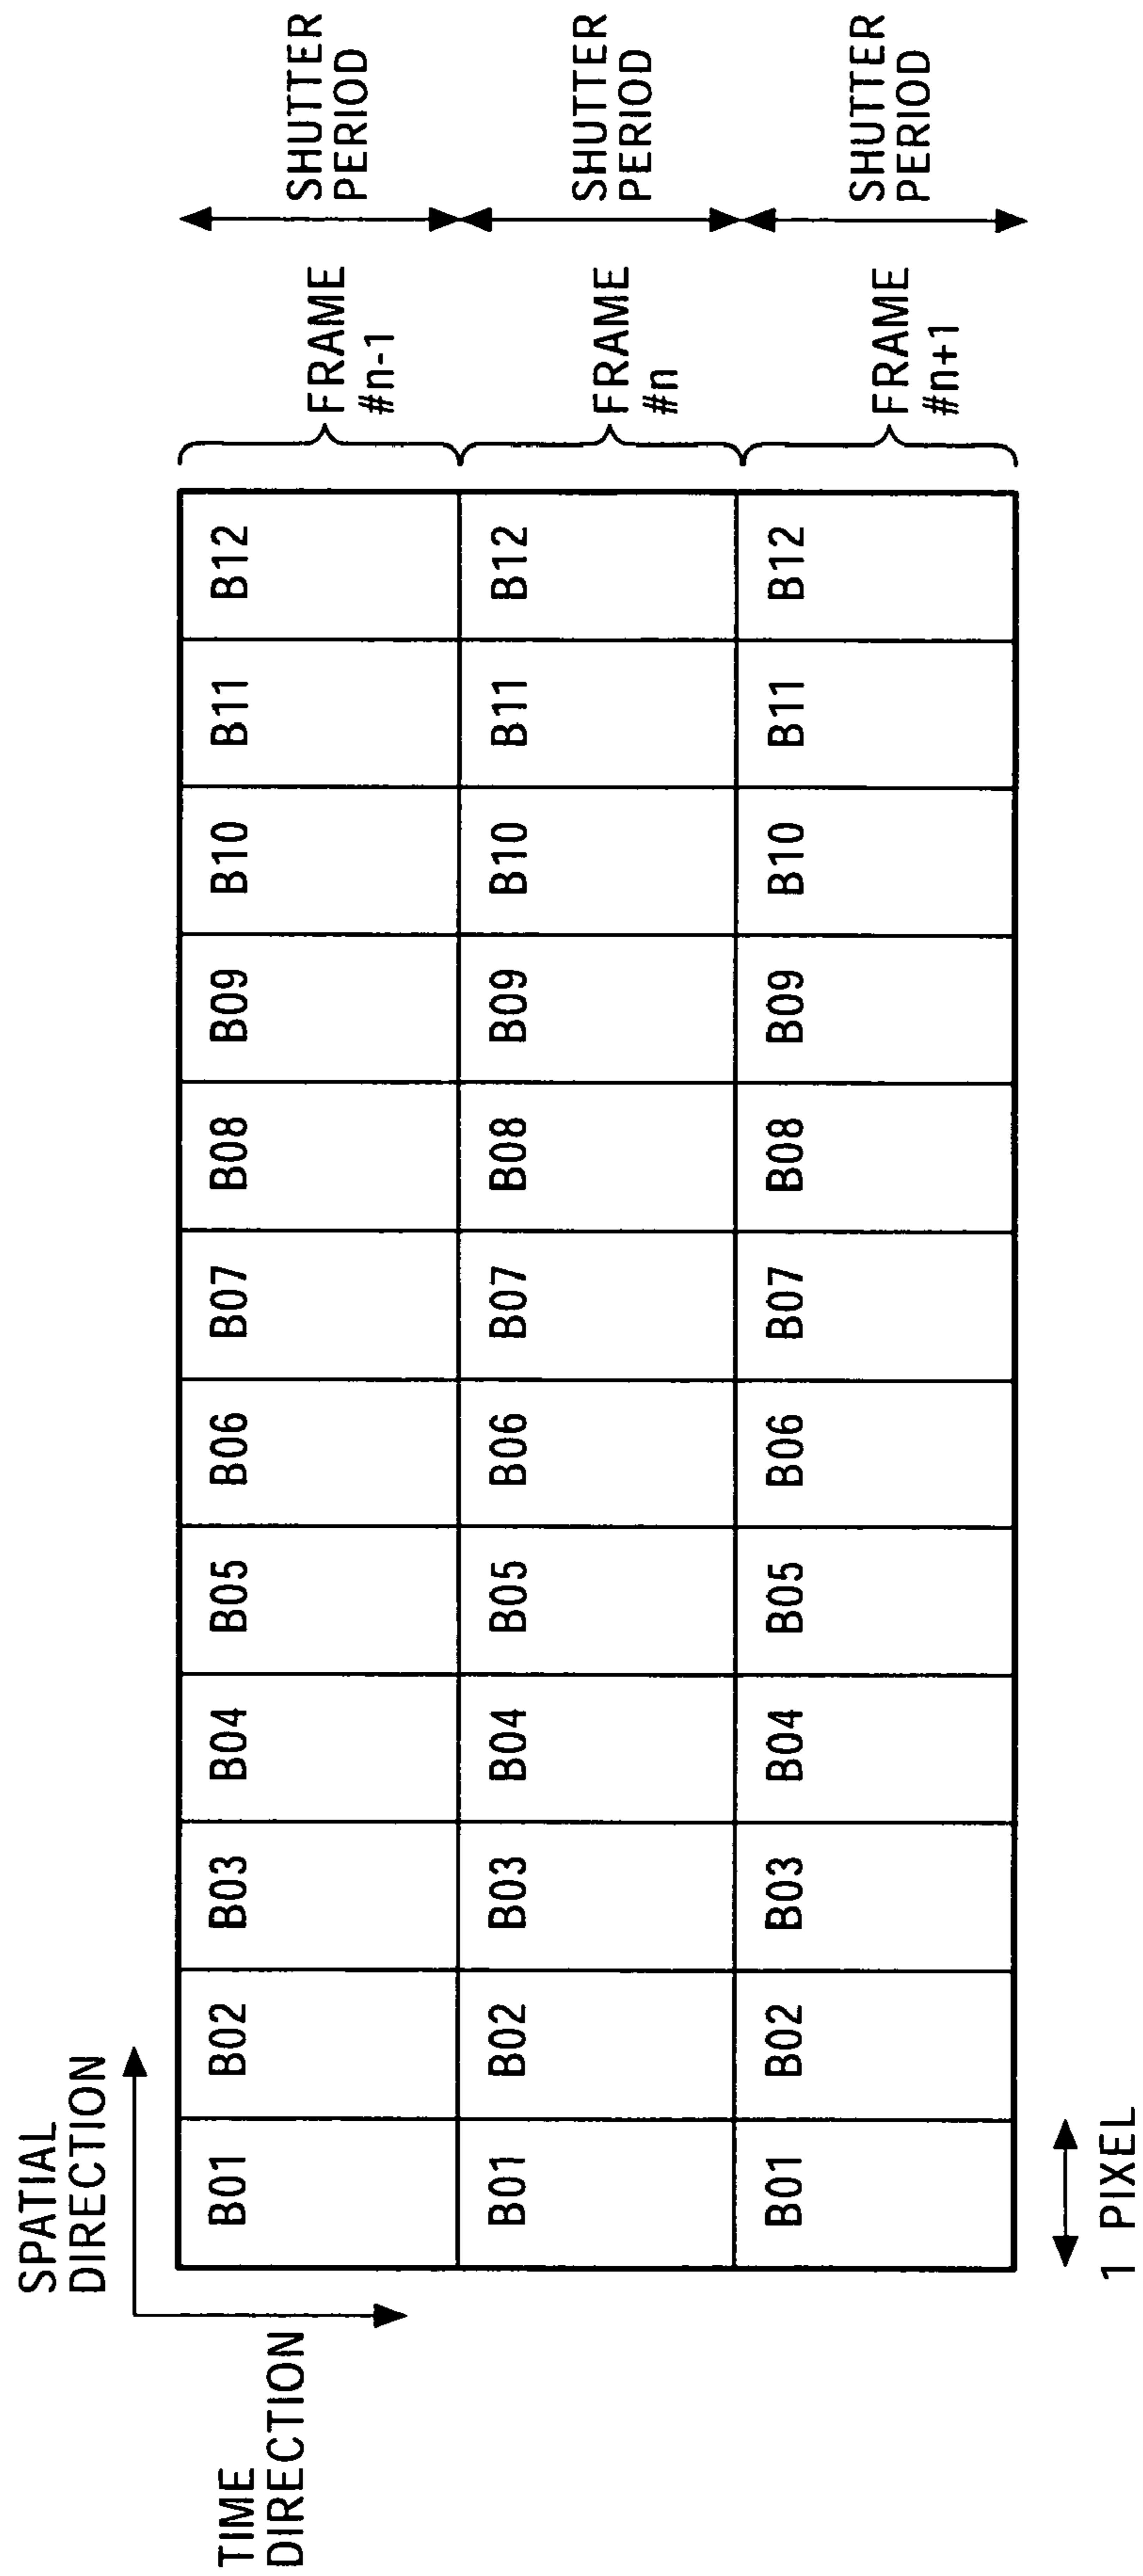 SPATIAL
DIRECTION
TIME
DIRECTION
B01 B02 B03 B04 B05 B06 B07 B08 B09 B10 B11 B12
FRAME
#n-1
SHUTTER
PERIOD
B01 B02 B03 B04 B05 B06 B07 B08 B09 B10 B11 B12
FRAME
#n
SHUTTER
PERIOD
B01 B02 B03 B04 B05 B06 B07 B08 B09 B10 B11 B12
FRAME
#n+1
SHUTTER
PERIOD
1 PIXEL